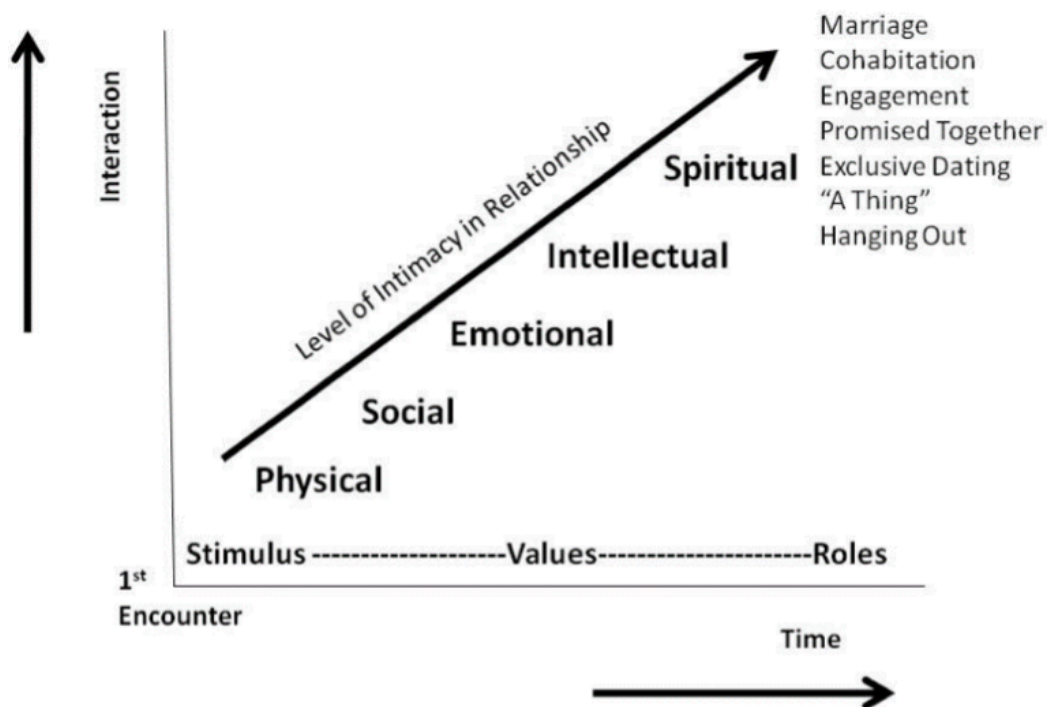 Marriage
Cohabitation
Engagement
Promised Together
Exclusive Dating
“A Thing”
Hanging Out
Interaction
Level of Intimacy in Relationship
Spiritual
Intellectual
Emotional
Social
Physical
Stimulus --------------------Values----------------------Roles
1st
Encounter
Time